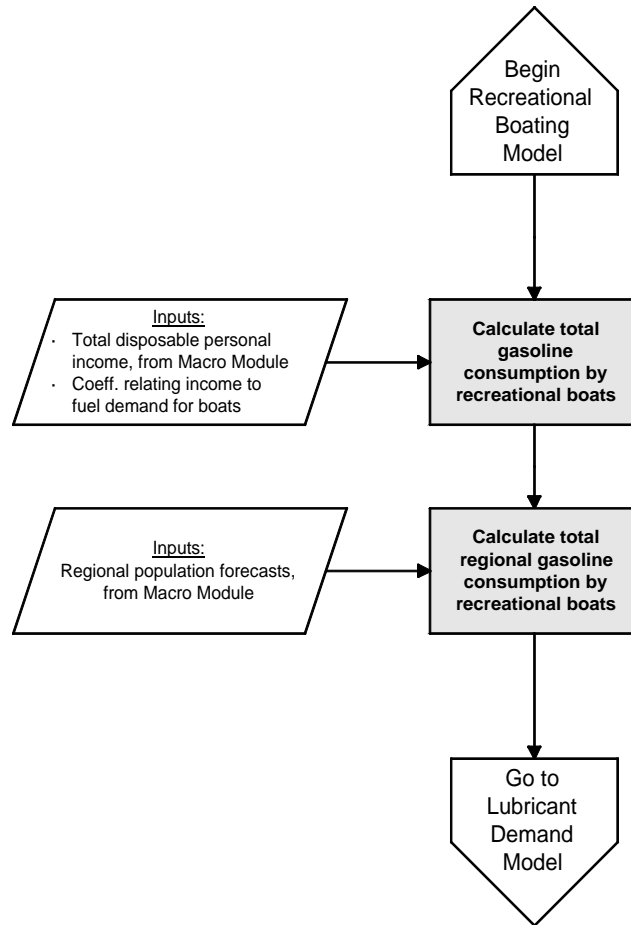 Begin
Recreational
Boating
Model
Inputs:
· Total disposable personal
income, from Macro Module
· Coeff. relating income to
fuel demand for boats
Calculate total
gasoline
consumption by
recreational boats
Inputs:
Regional population forecasts,
from Macro Module
Calculate total
regional gasoline
consumption by
recreational boats
Go to
Lubricant
Demand
Model